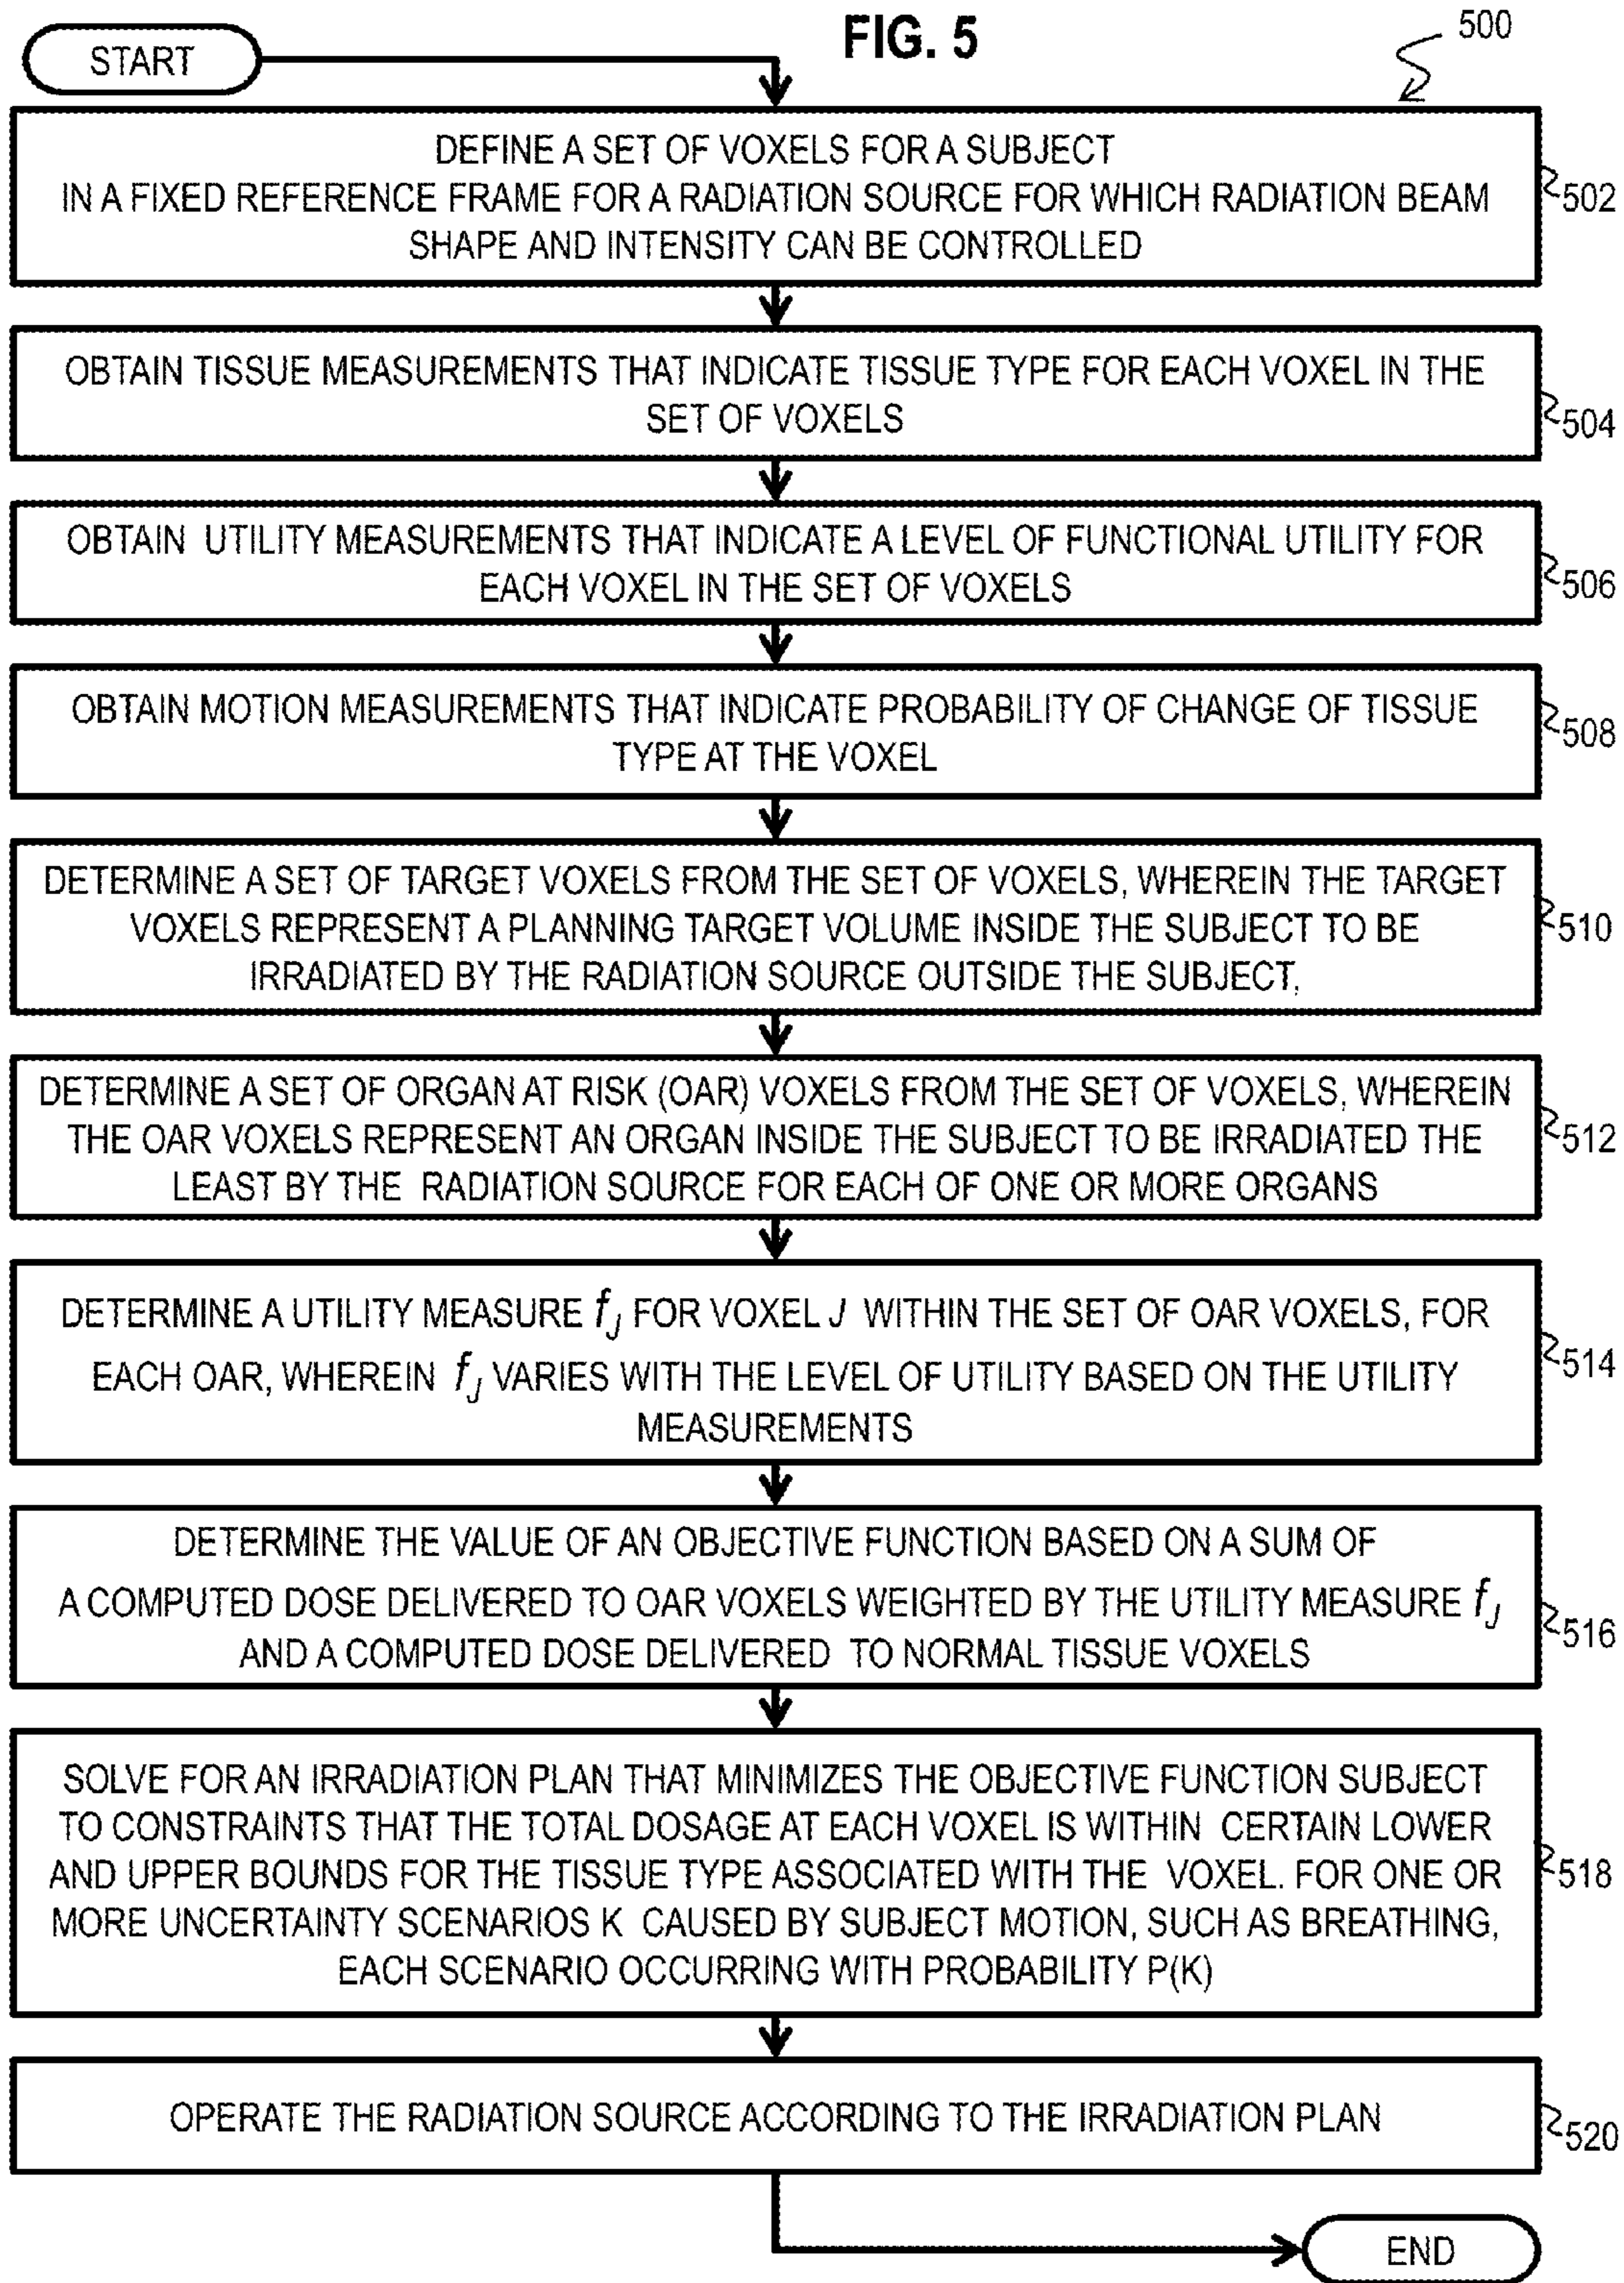 FIG. 5
500
START
DEFINE A SET OF VOXELS FOR A SUBJECT
IN A FIXED REFERENCE FRAME FOR A RADIATION SOURCE FOR WHICH RADIATION BEAM
SHAPE AND INTENSITY CAN BE CONTROLLED
502
OBTAIN TISSUE MEASUREMENTS THAT INDICATE TISSUE TYPE FOR EACH VOXEL IN THE
SET OF VOXELS
504
OBTAIN UTILITY MEASUREMENTS THAT INDICATE A LEVEL OF FUNCTIONAL UTILITY FOR
EACH VOXEL IN THE SET OF VOXELS
506
OBTAIN MOTION MEASUREMENTS THAT INDICATE PROBABILITY OF CHANGE OF TISSUE
TYPE AT THE VOXEL
508
DETERMINE A SET OF TARGET VOXELS FROM THE SET OF VOXELS, WHEREIN THE TARGET
VOXELS REPRESENT A PLANNING TARGET VOLUME INSIDE THE SUBJECT TO BE
IRRADIATED BY THE RADIATION SOURCE OUTSIDE THE SUBJECT,
510
DETERMINE A SET OF ORGAN AT RISK (OAR) VOXELS FROM THE SET OF VOXELS, WHEREIN
THE OAR VOXELS REPRESENT AN ORGAN INSIDE THE SUBJECT TO BE IRRADIATED THE
LEAST BY THE RADIATION SOURCE FOR EACH OF ONE OR MORE ORGANS
512
DETERMINE A UTILITY MEASURE fJ FOR VOXEL J WITHIN THE SET OF OAR VOXELS, FOR
EACH OAR, WHEREIN fJ VARIES WITH THE LEVEL OF UTILITY BASED ON THE UTILITY
MEASUREMENTS
514
DETERMINE THE VALUE OF AN OBJECTIVE FUNCTION BASED ON A SUM OF
A COMPUTED DOSE DELIVERED TO OAR VOXELS WEIGHTED BY THE UTILITY MEASURE fJ
AND A COMPUTED DOSE DELIVERED TO NORMAL TISSUE VOXELS
516
SOLVE FOR AN IRRADIATION PLAN THAT MINIMIZES THE OBJECTIVE FUNCTION SUBJECT
TO CONSTRAINTS THAT THE TOTAL DOSAGE AT EACH VOXEL IS WITHIN CERTAIN LOWER
AND UPPER BOUNDS FOR THE TISSUE TYPE ASSOCIATED WITH THE VOXEL. FOR ONE OR
MORE UNCERTAINTY SCENARIOS K CAUSED BY SUBJECT MOTION, SUCH AS BREATHING,
EACH SCENARIO OCCURRING WITH PROBABILITY P(K)
518
OPERATE THE RADIATION SOURCE ACCORDING TO THE IRRADIATION PLAN
520
END